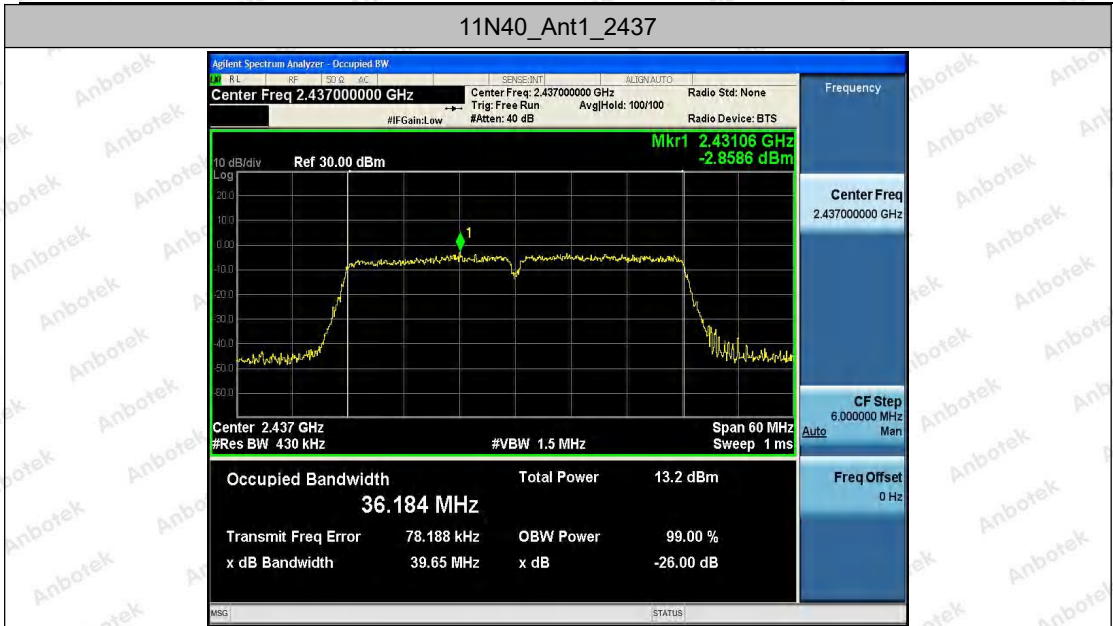 11N40_Ant1_2437
Agilent Spectrum Analyzer - Occupied BW
RL RF 50 Ω AC SENSE:INT ALIGNAUTO
Center Freq 2.437000000 GHz
Center Freq: 2.437000000 GHz Radio Std: None
Trig: Free Run Avg|Hold: 100/100
#IFGain:Low #Atten: 40 dB Radio Device: BTS
Mkr1 2.43106 GHz
-2.8586 dBm
10 dB/div Ref 30.00 dBm
Log
20.0
10.0
0.00
-10.0
-20.0
-30.0
-40.0
-50.0
-60.0
1
Center 2.437 GHz Span 60 MHz
#Res BW 430 kHz #VBW 1.5 MHz Sweep 1 ms
Occupied Bandwidth Total Power 13.2 dBm
36.184 MHz
Transmit Freq Error 78.188 kHz OBW Power 99.00 %
x dB Bandwidth 39.65 MHz x dB -26.00 dB
MSG STATUS
Frequency
Center Freq
2.437000000 GHz
CF Step
6.000000 MHz
Auto Man
Freq Offset
0 Hz
Anbotek